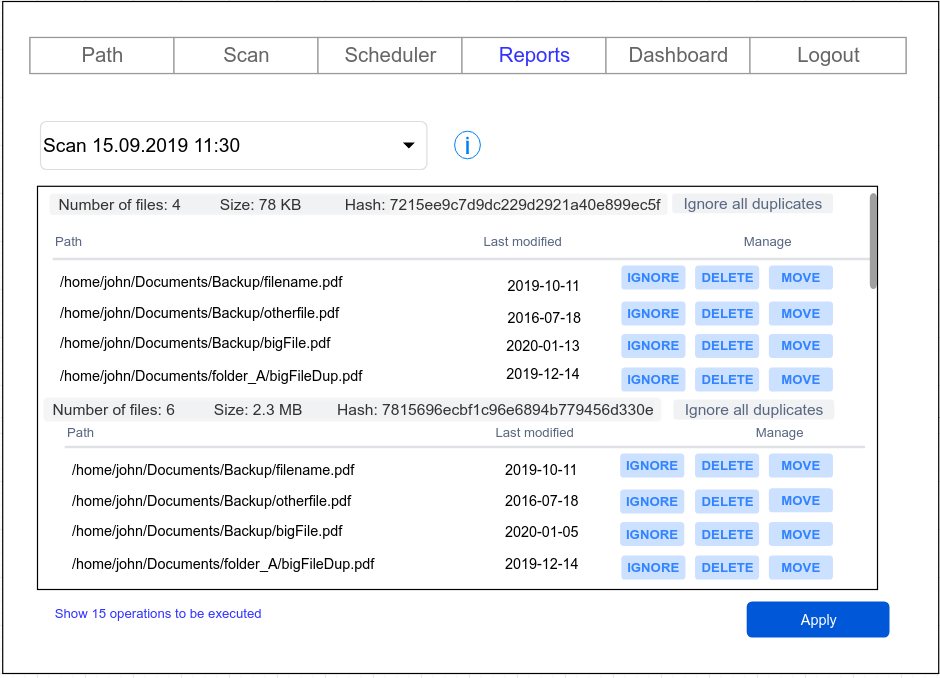 Path Scan Scheduler Reports Dashboard Logout
Scan 15.09.2019 11:30 i
Number of files: 4 Size: 78 KB Hash: 7215ee9c7d9dc229d2921a40e899ec5f Ignore all duplicates
Path Last modified Manage
/home/john/Documents/Backup/filename.pdf 2019-10-11 IGNORE DELETE MOVE
/home/john/Documents/Backup/otherfile.pdf 2016-07-18 IGNORE DELETE MOVE
/home/john/Documents/Backup/bigFile.pdf 2020-01-13 IGNORE DELETE MOVE
/home/john/Documents/folder_A/bigFileDup.pdf 2019-12-14 IGNORE DELETE MOVE
Number of files: 6 Size: 2.3 MB Hash: 7815696ecbf1c96e6894b779456d330e Ignore all duplicates
Path Last modified Manage
/home/john/Documents/Backup/filename.pdf 2019-10-11 IGNORE DELETE MOVE
/home/john/Documents/Backup/otherfile.pdf 2016-07-18 IGNORE DELETE MOVE
/home/john/Documents/Backup/bigFile.pdf 2020-01-05 IGNORE DELETE MOVE
/home/john/Documents/folder_A/bigFileDup.pdf 2019-12-14 IGNORE DELETE MOVE
Show 15 operations to be executed Apply